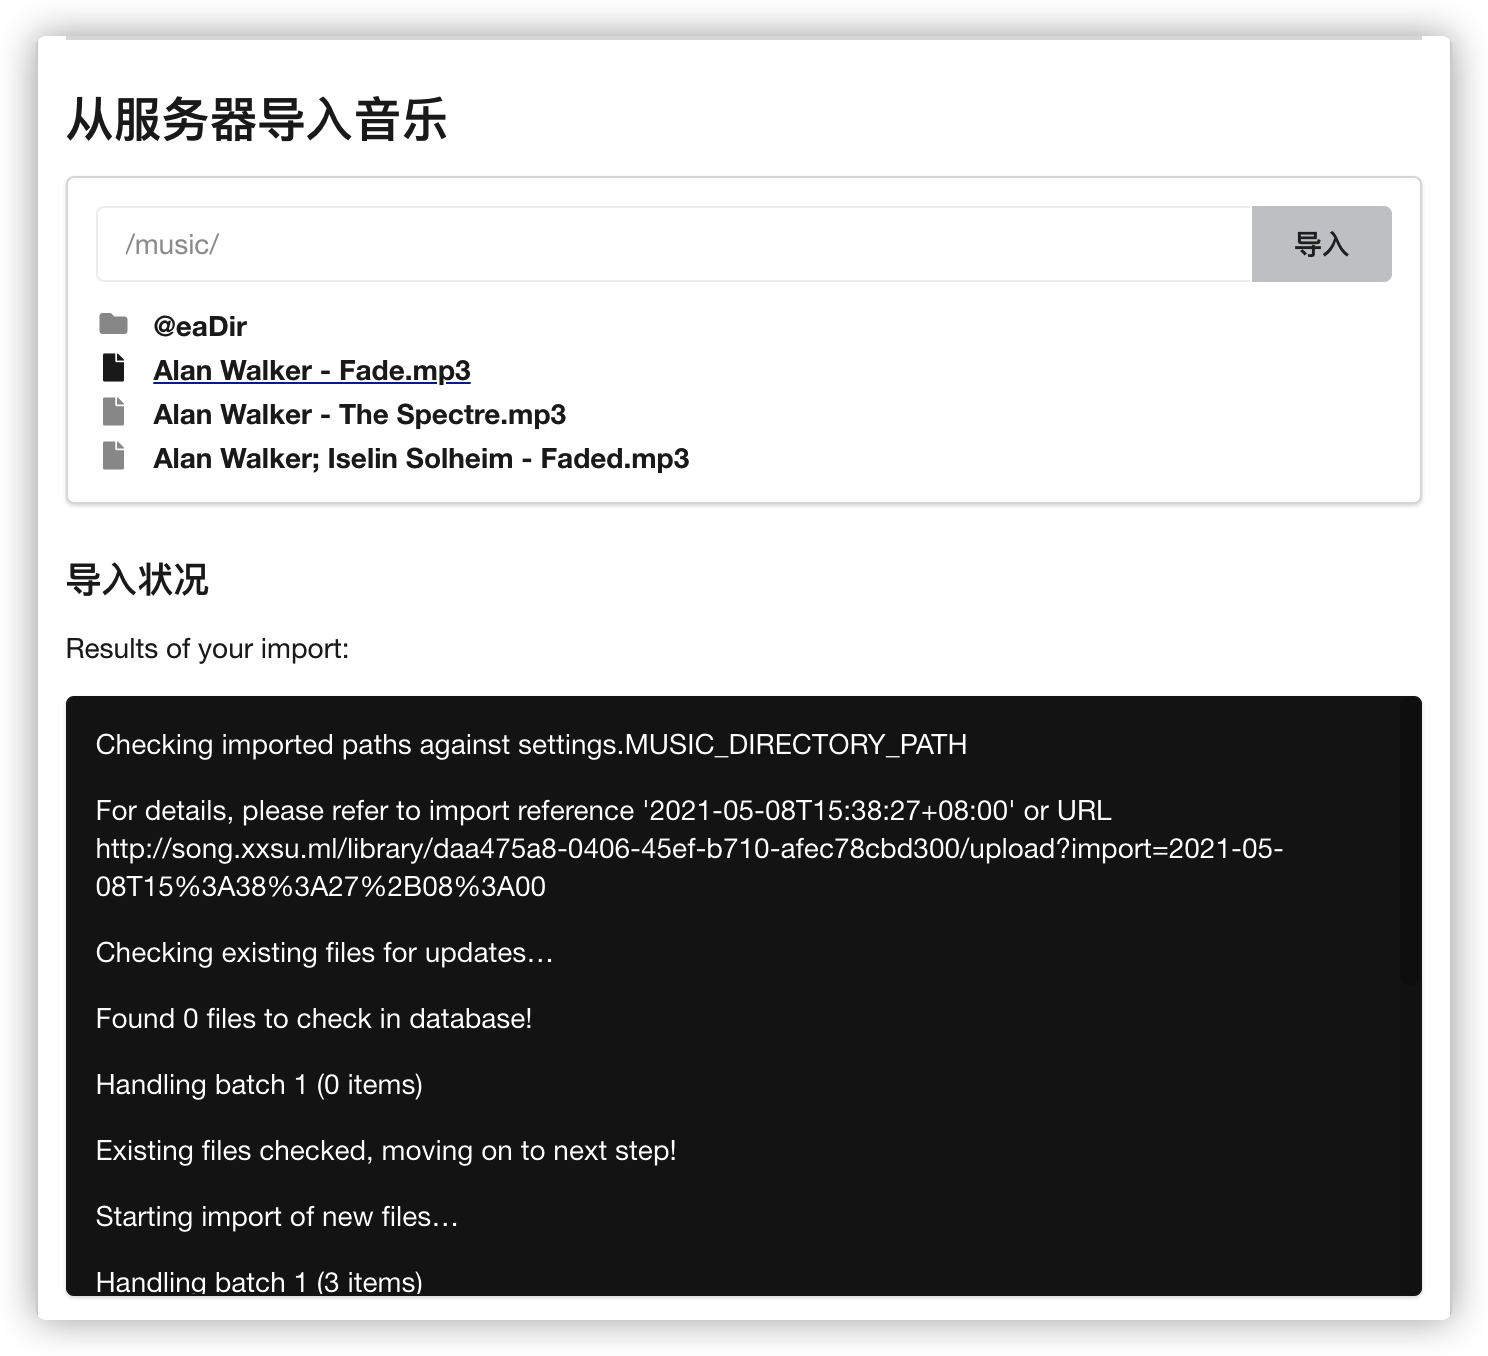 从服务器导入音乐
/music/
导入
@eaDir
Alan Walker - Fade.mp3
Alan Walker - The Spectre.mp3
Alan Walker; Iselin Solheim - Faded.mp3
导入状况
Results of your import:
Checking imported paths against settings.MUSIC_DIRECTORY_PATH
For details, please refer to import reference '2021-05-08T15:38:27+08:00' or URL
http://song.xxsu.ml/library/daa475a8-0406-45ef-b710-afec78cbd300/upload?import=2021-05-
08T15%3A38%3A27%2B08%3A00
Checking existing files for updates…
Found 0 files to check in database!
Handling batch 1 (0 items)
Existing files checked, moving on to next step!
Starting import of new files…
Handling batch 1 (3 items)